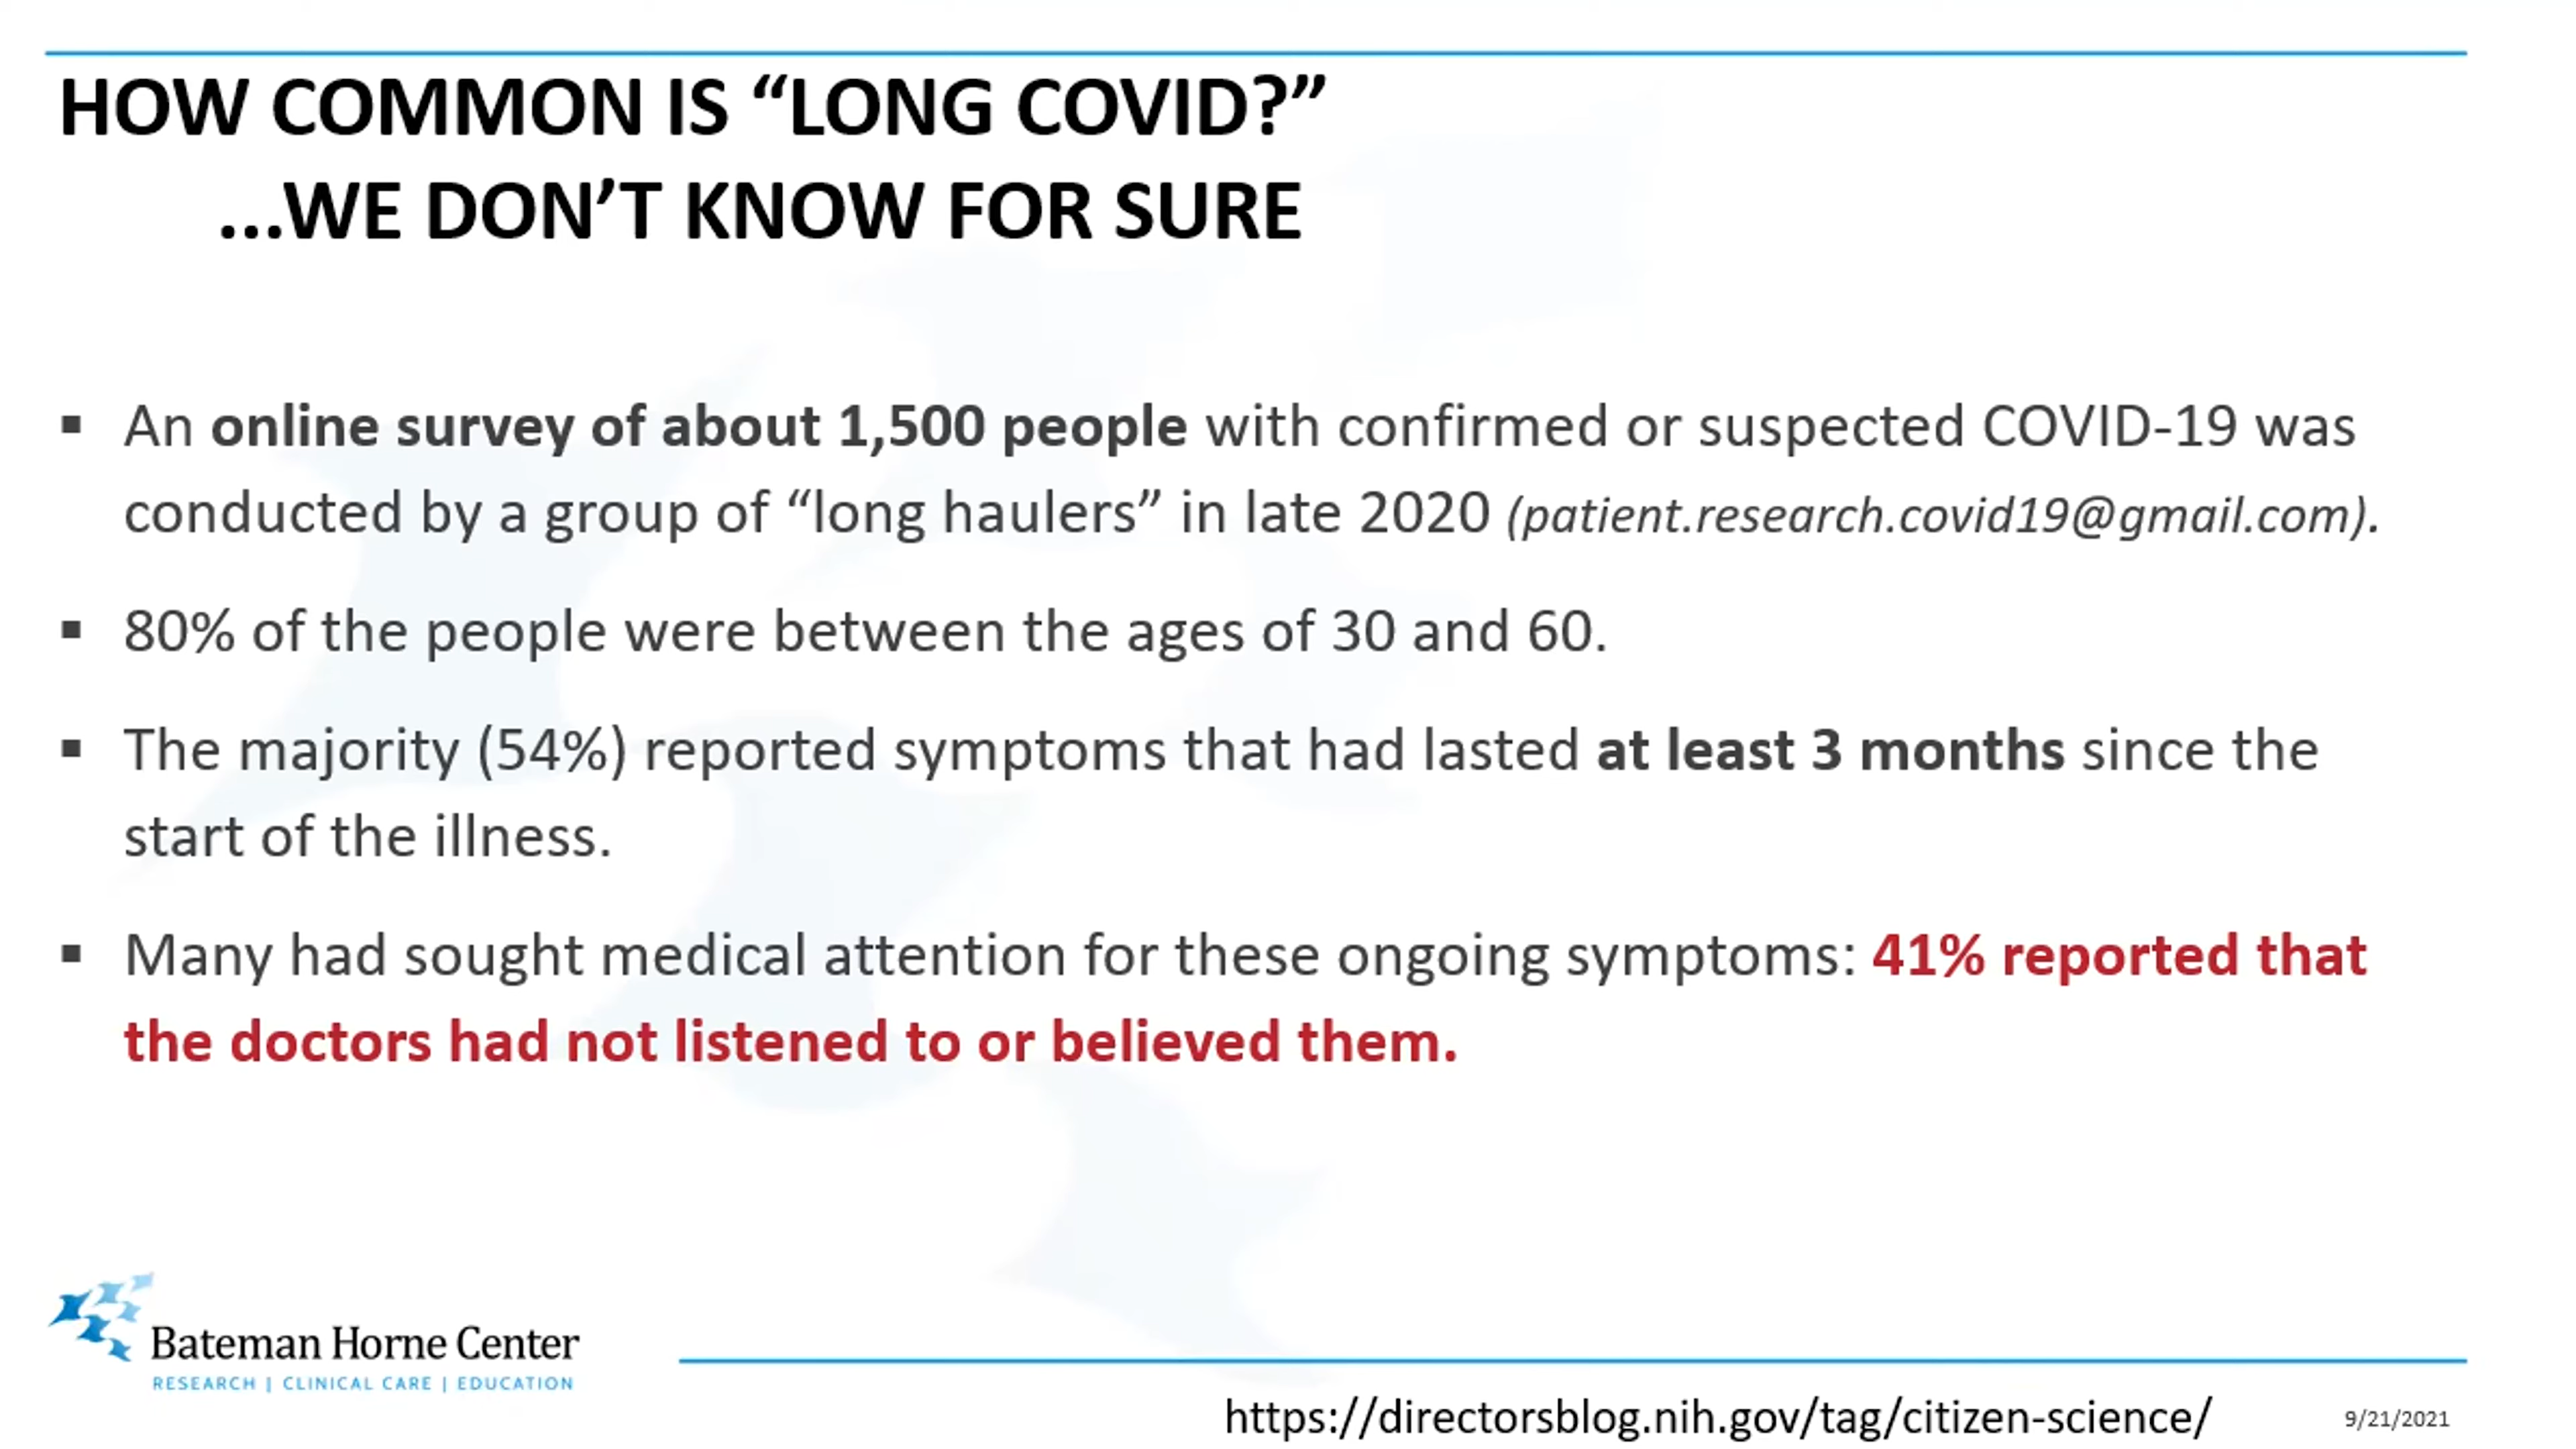 HOW COMMON IS “LONG COVID?”
...WE DON’T KNOW FOR SURE
▪ An online survey of about 1,500 people with confirmed or suspected COVID-19 was
conducted by a group of “long haulers” in late 2020 (patient.research.covid19@gmail.com).
▪ 80% of the people were between the ages of 30 and 60.
▪ The majority (54%) reported symptoms that had lasted at least 3 months since the
start of the illness.
▪ Many had sought medical attention for these ongoing symptoms: 41% reported that
the doctors had not listened to or believed them.
Bateman Horne Center
RESEARCH | CLINICAL CARE | EDUCATION
https://directorsblog.nih.gov/tag/citizen-science/
9/21/2021